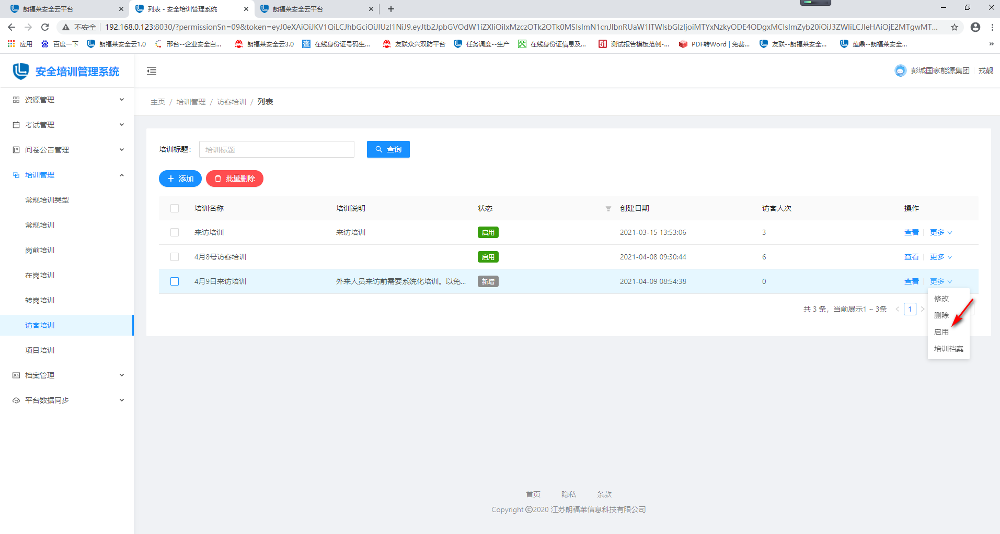 朗福莱安全云平台
列表 - 安全培训管理系统
朗福莱安全云平台
不安全 192.168.0.123:8030/?permissionSn=09&token=eyJ0eXAiOiJKV1QiLCJhbGciOiJIUzI1NiJ9.eyJtb2JpbGVOdW1iZXIiOiIxMzczOTk2OTk0MSIsImN1cnJlbnRUaW1lTWlsbGlzIjoiMTYxNzkyODE4ODgxMCIsImZyb20iOiJ3ZWIiLCJleHAiOjE2MTgwMT...
应用 百度一下 朗福莱安全云1.0 邢台--企业安全自... 朗福莱安全云3.0 查 在线身份证号码生... 友联众兴双防平台 任务调度--生产 在线身份证信息及... 51 测试报告模板范例-... PDF转Word | 免费... 友联--朗福莱安全... 蕴鼎--朗福莱安全... »
安全培训管理系统
彭城国家能源集团 戎靓
资源管理
考试管理
问卷公告管理
培训管理
常规培训类型
常规培训
岗前培训
在岗培训
转岗培训
访客培训
项目培训
档案管理
平台数据同步
主页 / 培训管理 / 访客培训 / 列表
培训标题： 培训标题 查询
添加 批量删除
培训名称 培训说明 状态 创建日期 访客人次 操作
来访培训 来访培训 启用 2021-03-15 13:53:06 3 查看 更多
4月8号访客培训 启用 2021-04-08 09:30:44 6 查看 更多
4月9日来访培训 外来人员来访前需要系统化培训。以免... 新增 2021-04-09 08:54:38 0 查看 更多
共 3 条，当前展示1 ~ 3条 < 1 >
修改
删除
启用
培训档案
首页 隐私 条款
Copyright ©2020 江苏朗福莱信息科技有限公司